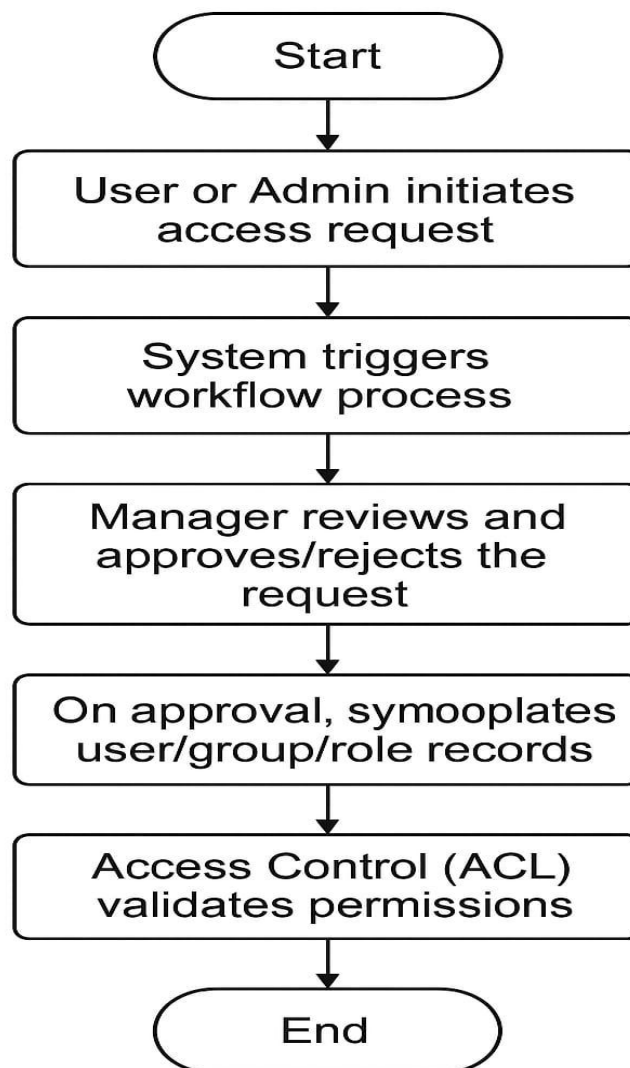 Start
User or Admin initiates
access request
System triggers
workflow process
Manager reviews and
approves/rejects the
request
On approval, symooplates
user/group/role records
Access Control (ACL)
validates permissions
End